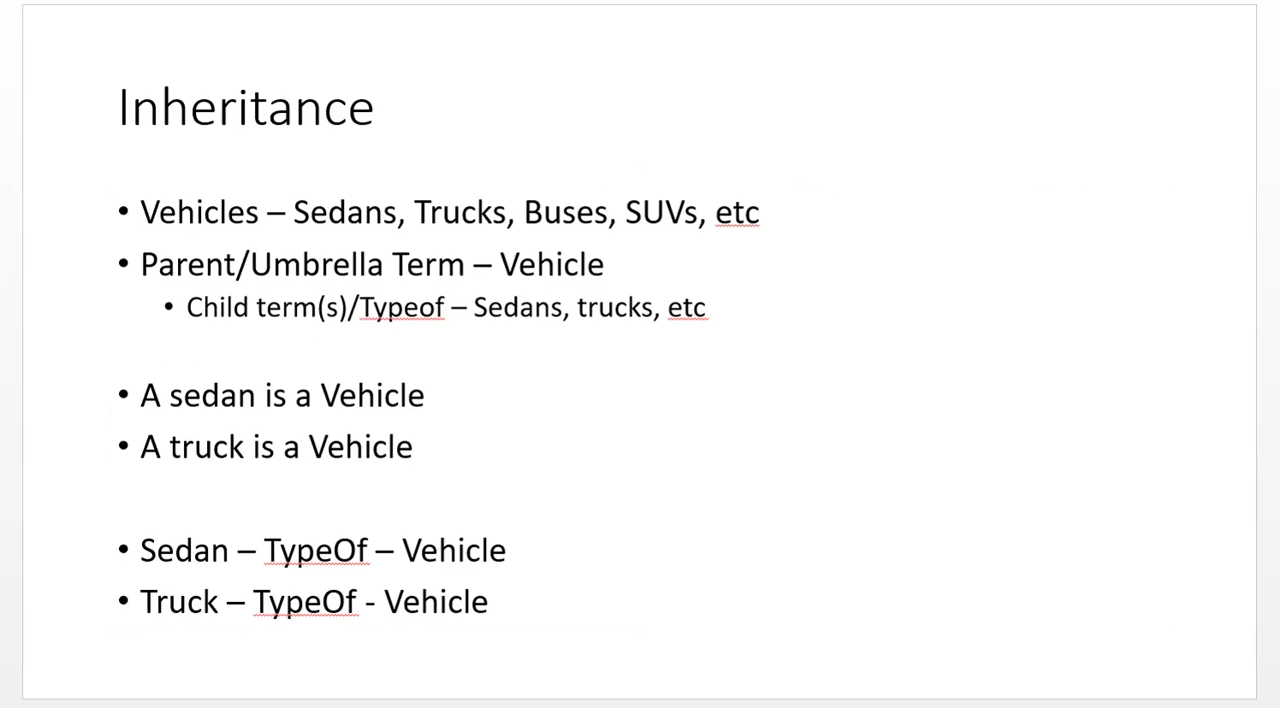 Inheritance
• Vehicles – Sedans, Trucks, Buses, SUVs, etc
• Parent/Umbrella Term – Vehicle
• Child term(s)/Typeof – Sedans, trucks, etc
• A sedan is a Vehicle
• A truck is a Vehicle
• Sedan – TypeOf – Vehicle
• Truck – TypeOf - Vehicle